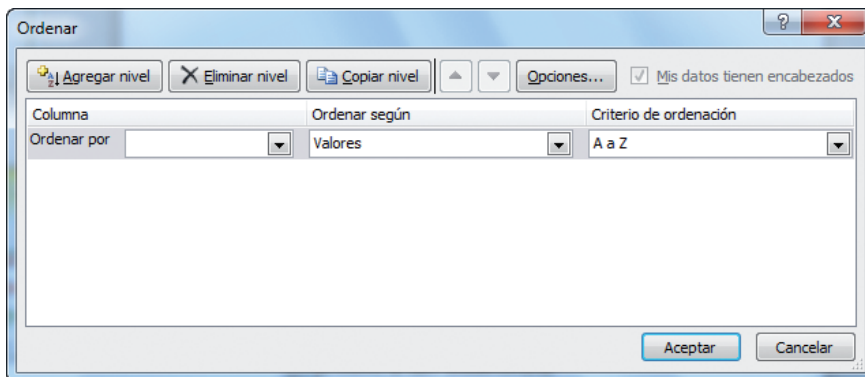 Ordenar
Agregar nivel Eliminar nivel Copiar nivel Opciones... Mis datos tienen encabezados
Columna Ordenar según Criterio de ordenación
Ordenar por Valores A a Z
Aceptar Cancelar